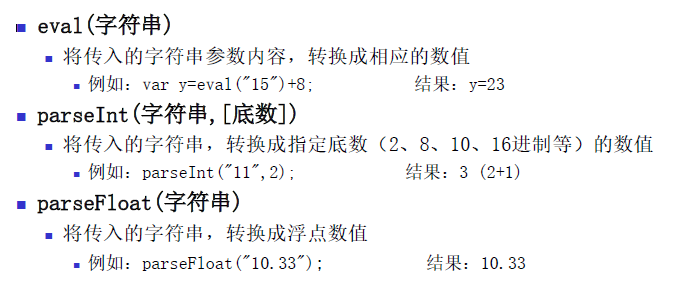 eval(字符串)
将传入的字符串参数内容，转换成相应的数值
例如：var y=eval("15")+8; 结果：y=23
parseInt(字符串,[底数])
将传入的字符串，转换成指定底数（2、8、10、16进制等）的数值
例如：parseInt("11",2); 结果：3 (2+1)
parseFloat(字符串)
将传入的字符串，转换成浮点数值
例如：parseFloat("10.33"); 结果：10.33